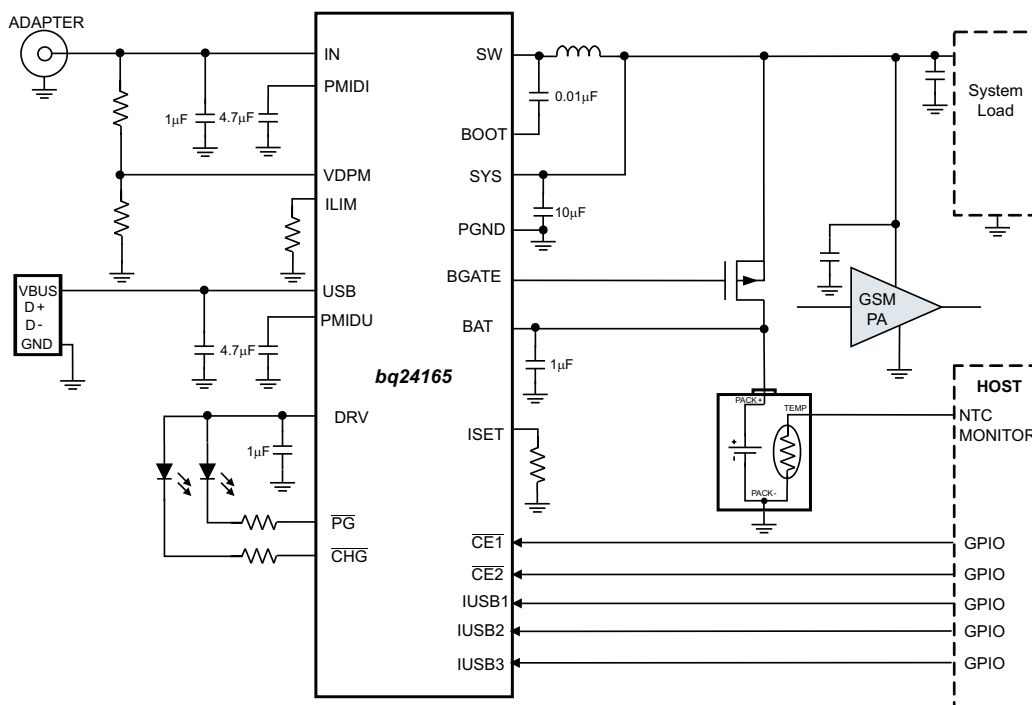 ADAPTER
IN
PMIDI
1µF
4.7µF
VDPM
ILIM
VBUS
D+
D-
GND
USB
PMIDU
4.7µF
DRV
1µF
PG
CHG
bq24165
SW
0.01µF
BOOT
SYS
10µF
PGND
BGATE
BAT
1µF
ISET
CE1
CE2
IUSB1
IUSB2
IUSB3
System
Load
GSM
PA
PACK+
TEMP
+
-
PACK-
HOST
NTC
MONITOR
GPIO
GPIO
GPIO
GPIO
GPIO